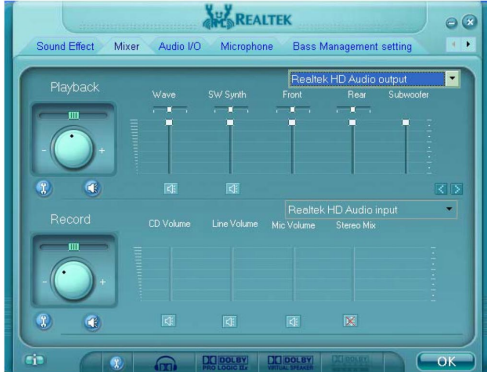 REALTEK
Sound Effect Mixer Audio I/O Microphone Bass Management setting
Playback
Realtek HD Audio output
Wave SW Synth Front Rear Subwoofer
- +
Record
Realtek HD Audio input
CD Volume Line Volume Mic Volume Stereo Mix
- +
DOLBY DOLBY DOLBY
PRO LOGIC IIx VIRTUAL SPEAKER
OK